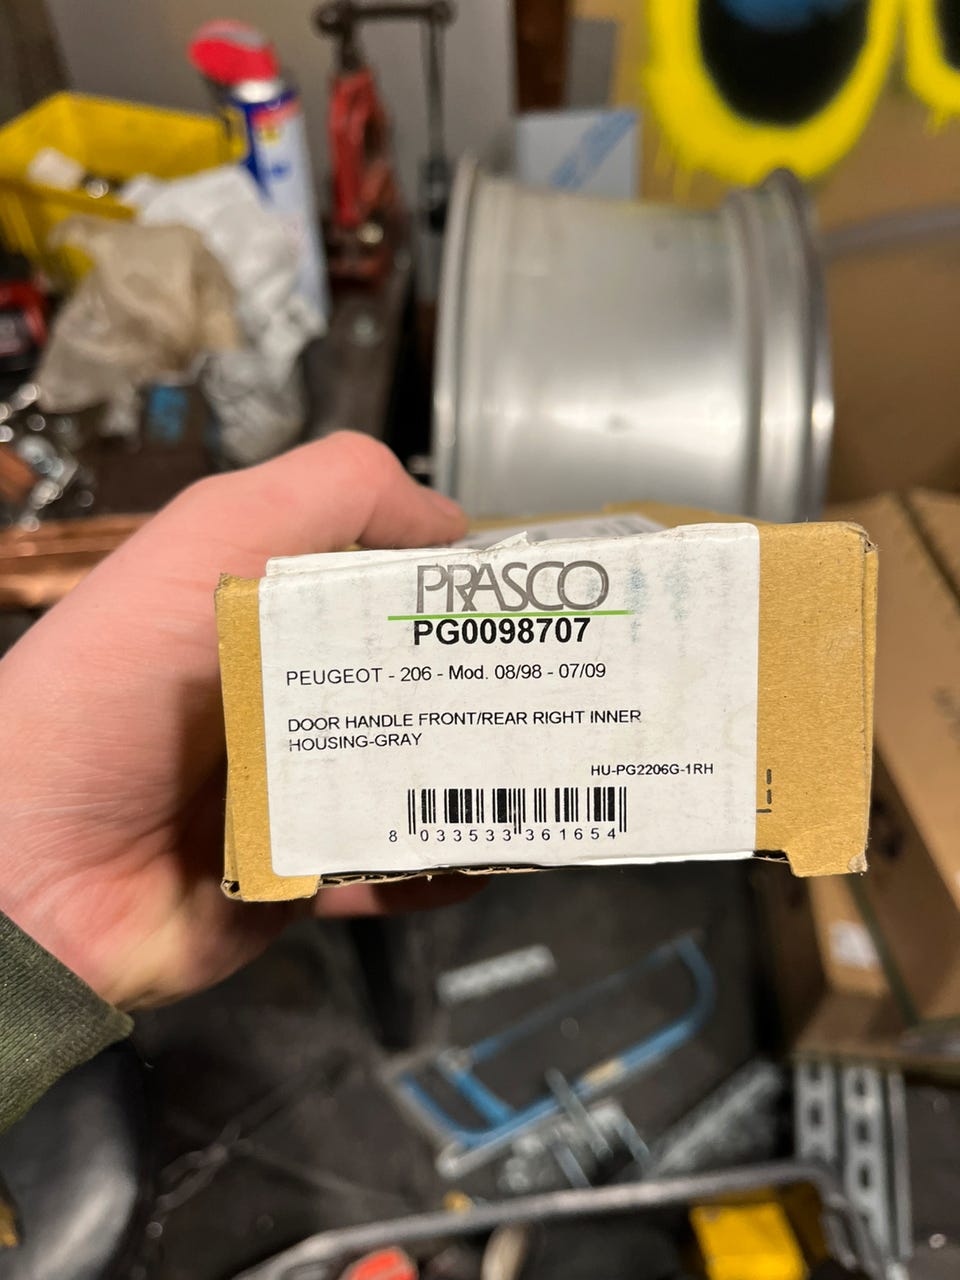 PRASCO
PG0098707
PEUGEOT - 206 - Mod. 08/98 - 07/09
DOOR HANDLE FRONT/REAR RIGHT INNER
HOUSING-GRAY
HU-PG2206G-1RH
8 033533 361654